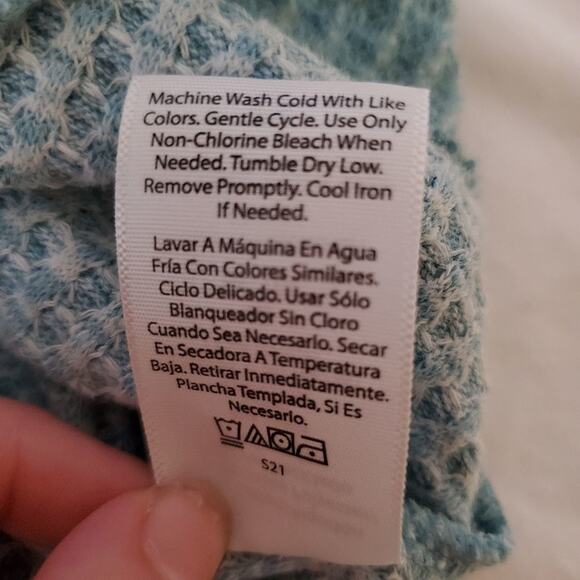 Machine Wash Cold With Like
Colors. Gentle Cycle. Use Only
Non-Chlorine Bleach When
Needed. Tumble Dry Low.
Remove Promptly. Cool Iron
If Needed.
Lavar A Máquina En Agua
Fría Con Colores Similares.
Ciclo Delicado. Usar Sólo
Blanqueador Sin Cloro
Cuando Sea Necesario. Secar
En Secadora A Temperatura
Baja. Retirar Inmediatamente.
Plancha Templada, Si Es
Necesario.
S21